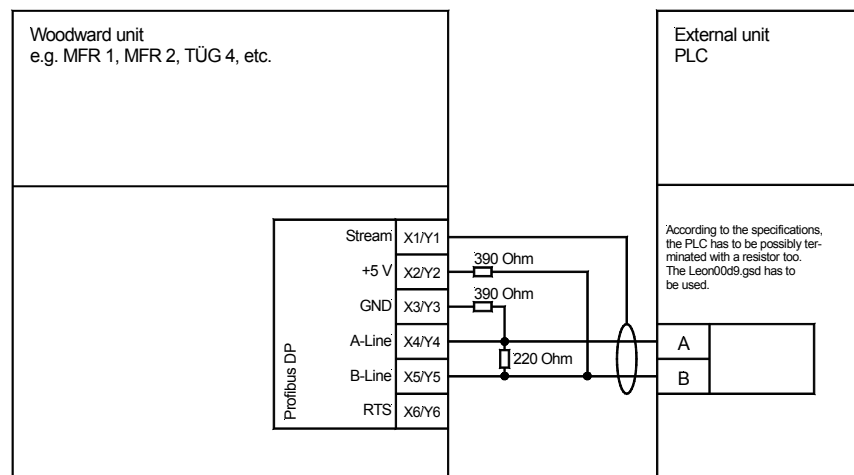 Woodward unit
e.g. MFR 1, MFR 2, TÜG 4, etc.
External unit
PLC
According to the specifications,
the PLC has to be possibly ter-
minated with a resistor too.
The Leon00d9.gsd has to
be used.
Profibus DP
Stream X1/Y1
+5 V X2/Y2
390 Ohm
GND X3/Y3
390 Ohm
A-Line X4/Y4
A
220 Ohm
B-Line X5/Y5
B
RTS X6/Y6